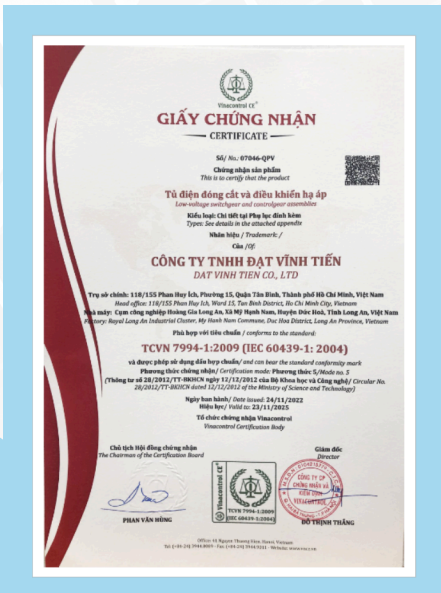 Vinacontrol CE
GIẤY CHỨNG NHẬN
CERTIFICATE
Số/ No.: 07046-QPV
Chứng nhận sản phẩm
This is to certify that the product
Tủ điện đóng cắt và điều khiển hạ áp
Low-voltage switchgear and controlgear assemblies
Kiểu loại: Chi tiết tại Phụ lục đính kèm
Types: See details in the attached appendix
Nhãn hiệu / Trademark: /
Của /Of:
CÔNG TY TNHH ĐẠT VĨNH TIẾN
DAT VINH TIEN CO., LTD
Trụ sở chính: 118/155 Phan Huy Ích, Phường 15, Quận Tân Bình, Thành phố Hồ Chí Minh, Việt Nam
Head office: 118/155 Phan Huy Ich, Ward 15, Tan Binh District, Ho Chi Minh City, Vietnam
Nhà máy: Cụm công nghiệp Hoàng Gia Long An, Xã Mỹ Hạnh Nam, Huyện Đức Hoà, Tỉnh Long An, Việt Nam
Factory: Royal Long An Industrial Cluster, My Hanh Nam Commune, Duc Hoa District, Long An Province, Vietnam
Phù hợp với tiêu chuẩn / conforms to the standard:
TCVN 7994-1:2009 (IEC 60439-1: 2004)
và được phép sử dụng dấu hợp chuẩn/ and can bear the standard conformity mark
Phương thức chứng nhận/ Certification mode: Phương thức 5/Mode no. 5
(Thông tư số 28/2012/TT-BKHCN ngày 12/12/2012 của Bộ Khoa học và Công nghệ/ Circular No.
28/2012/TT-BKHCN dated 12/12/2012 of the Ministry of Science and Technology)
Ngày ban hành/ Date issued: 24/11/2022
Hiệu lực/ Valid to: 23/11/2025
Tổ chức chứng nhận Vinacontrol
Vinacontrol Certification Body
Chủ tịch Hội đồng chứng nhận
The Chairman of the Certification Board
Giám đốc
Director
Vinacontrol CE
TCVN 7994-1:2009
(IEC 60439-1:2004)
CÔNG TY CP
CHỨNG NHẬN VÀ
KIỂM ĐỊNH
VINACONTROL
PHAN VĂN HÙNG
ĐỖ TRỊNH THẮNG